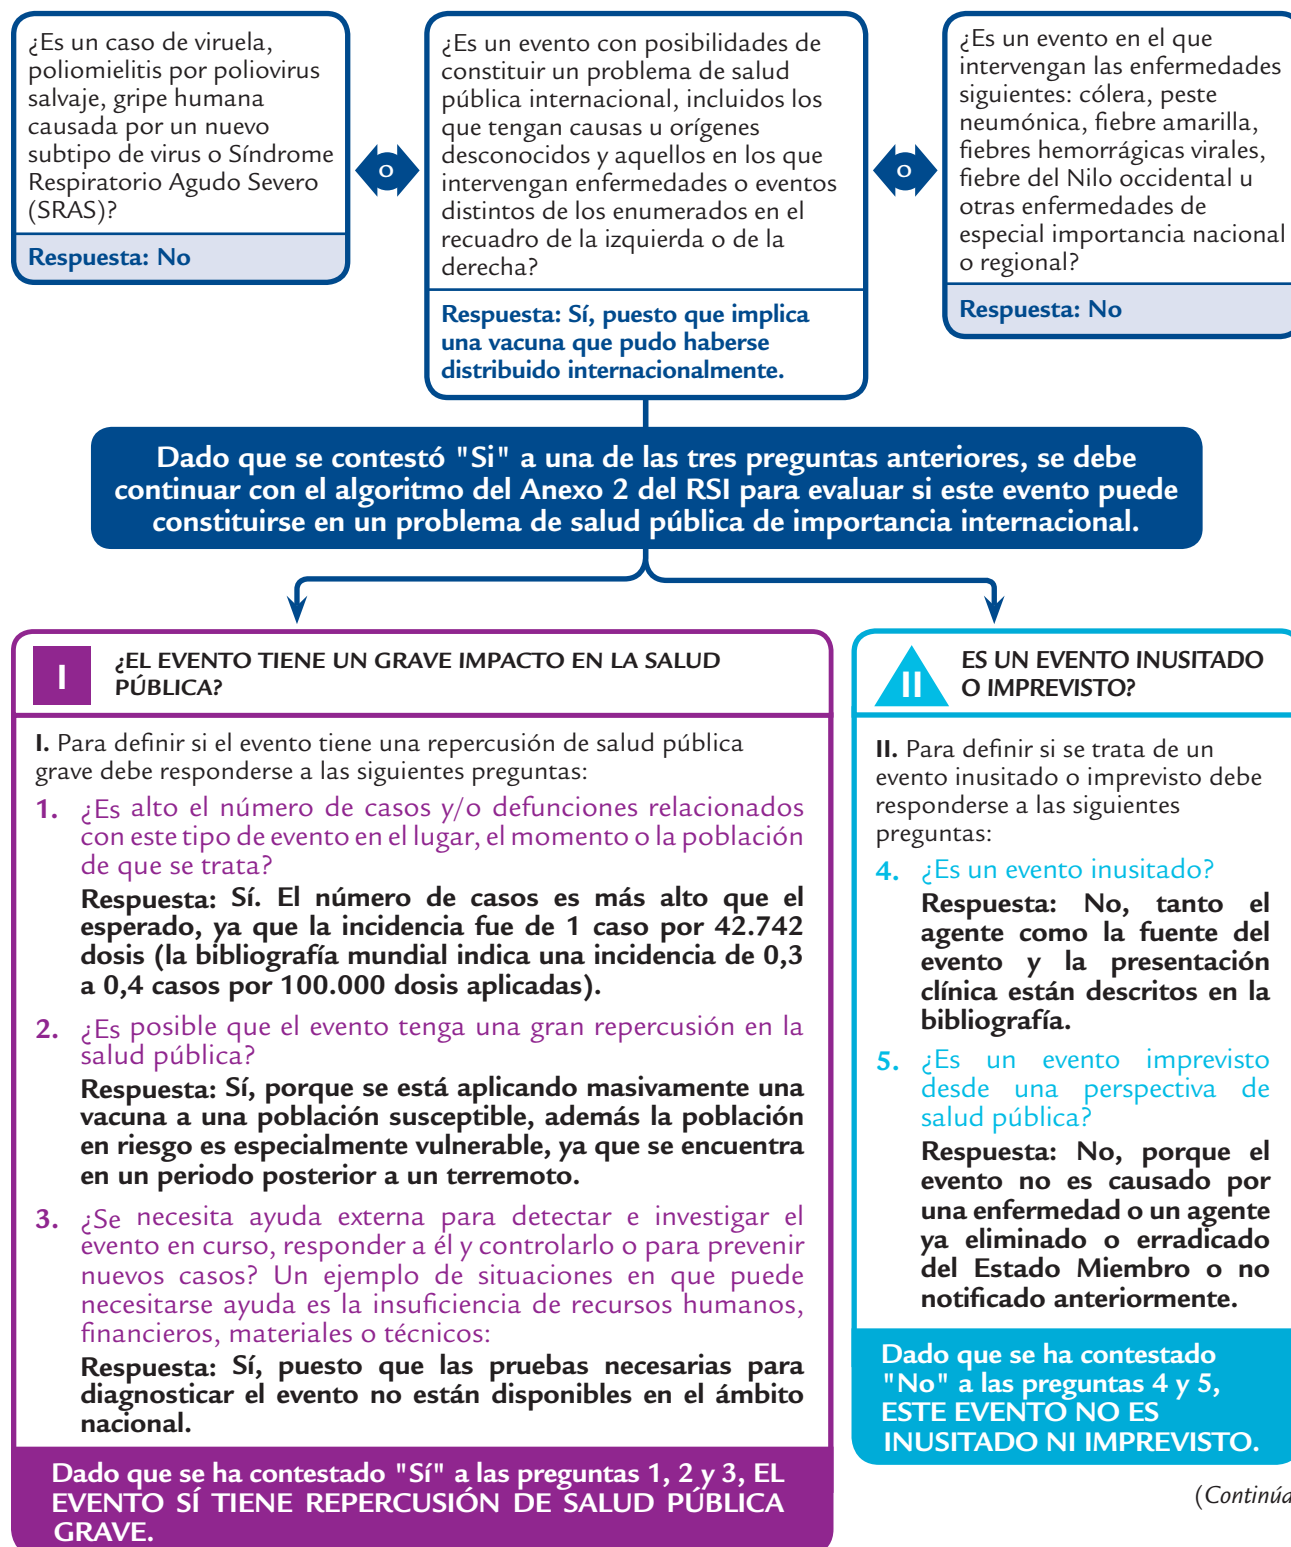 ¿Es un caso de viruela,
poliomielitis por poliovirus
salvaje, gripe humana
causada por un nuevo
subtipo de virus o Síndrome
Respiratorio Agudo Severo
(SRAS)?
Respuesta: No
O
¿Es un evento con posibilidades de
constituir un problema de salud
pública internacional, incluidos los
que tengan causas u orígenes
desconocidos y aquellos en los que
intervengan enfermedades o eventos
distintos de los enumerados en el
recuadro de la izquierda o de la
derecha?
Respuesta: Sí, puesto que implica
una vacuna que pudo haberse
distribuido internacionalmente.
O
¿Es un evento en el que
intervengan las enfermedades
siguientes: cólera, peste
neumónica, fiebre amarilla,
fiebres hemorrágicas virales,
fiebre del Nilo occidental u
otras enfermedades de
especial importancia nacional
o regional?
Respuesta: No
Dado que se contestó "Si" a una de las tres preguntas anteriores, se debe
continuar con el algoritmo del Anexo 2 del RSI para evaluar si este evento puede
constituirse en un problema de salud pública de importancia internacional.
I
¿EL EVENTO TIENE UN GRAVE IMPACTO EN LA SALUD
PÚBLICA?
I. Para definir si el evento tiene una repercusión de salud pública
grave debe responderse a las siguientes preguntas:
1. ¿Es alto el número de casos y/o defunciones relacionados
con este tipo de evento en el lugar, el momento o la población
de que se trata?
Respuesta: Sí. El número de casos es más alto que el
esperado, ya que la incidencia fue de 1 caso por 42.742
dosis (la bibliografía mundial indica una incidencia de 0,3
a 0,4 casos por 100.000 dosis aplicadas).
2. ¿Es posible que el evento tenga una gran repercusión en la
salud pública?
Respuesta: Sí, porque se está aplicando masivamente una
vacuna a una población susceptible, además la población
en riesgo es especialmente vulnerable, ya que se encuentra
en un periodo posterior a un terremoto.
3. ¿Se necesita ayuda externa para detectar e investigar el
evento en curso, responder a él y controlarlo o para prevenir
nuevos casos? Un ejemplo de situaciones en que puede
necesitarse ayuda es la insuficiencia de recursos humanos,
financieros, materiales o técnicos:
Respuesta: Sí, puesto que las pruebas necesarias para
diagnosticar el evento no están disponibles en el ámbito
nacional.
Dado que se ha contestado "Sí" a las preguntas 1, 2 y 3, EL
EVENTO SÍ TIENE REPERCUSIÓN DE SALUD PÚBLICA
GRAVE.
II
ES UN EVENTO INUSITADO
O IMPREVISTO?
II. Para definir si se trata de un
evento inusitado o imprevisto debe
responderse a las siguientes
preguntas:
4. ¿Es un evento inusitado?
Respuesta: No, tanto el
agente como la fuente del
evento y la presentación
clínica están descritos en la
bibliografía.
5. ¿Es un evento imprevisto
desde una perspectiva de
salud pública?
Respuesta: No, porque el
evento no es causado por
una enfermedad o un agente
ya eliminado o erradicado
del Estado Miembro o no
notificado anteriormente.
Dado que se ha contestado
"No" a las preguntas 4 y 5,
ESTE EVENTO NO ES
INUSITADO NI IMPREVISTO.
(Continúa